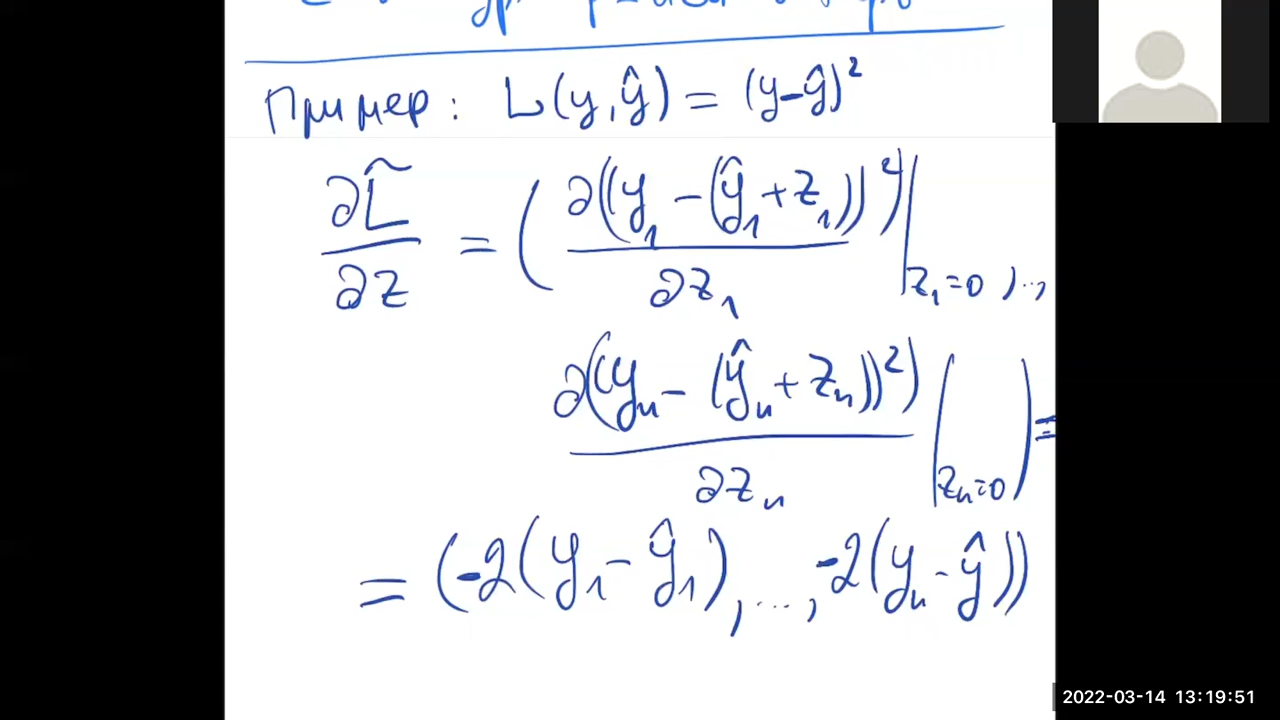 Пример: L(y, ŷ) = (y-ŷ)²
∂L̃/∂z = (∂((y₁ - (ŷ₁+z₁))²)/∂z₁|z₁=0, ..,
∂((yₙ - (ŷₙ+zₙ))²)/∂zₙ|zₙ=0) =
= (-2(y₁ - ŷ₁), ..., -2(yₙ - ŷ))
2022-03-14 13:19:51